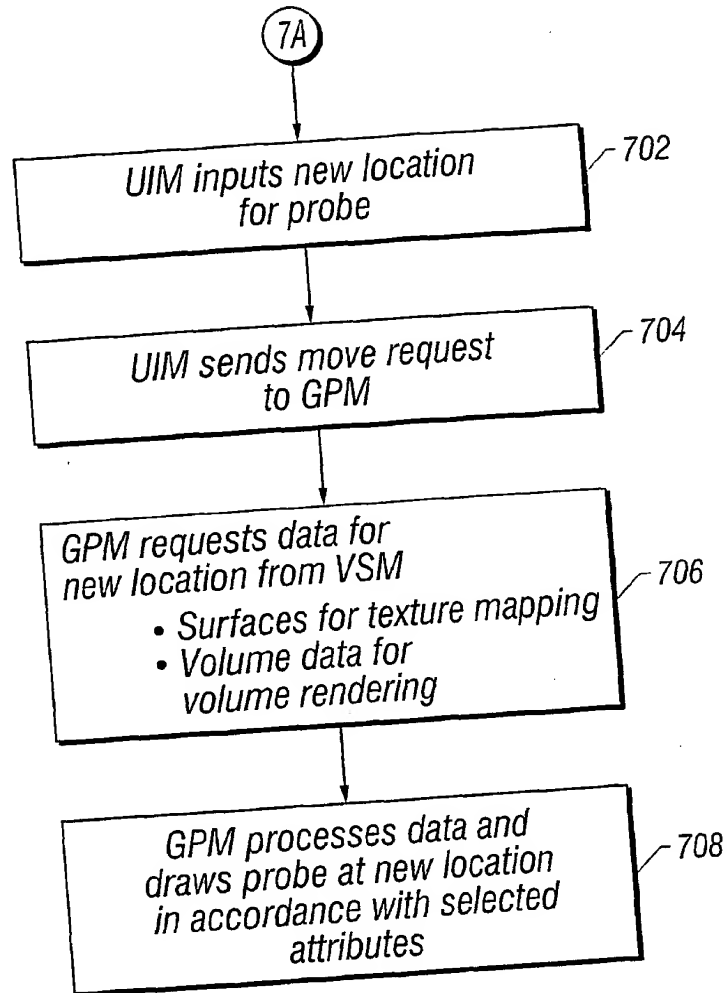 7A
UIM inputs new location
for probe
702
UIM sends move request
to GPM
704
GPM requests data for
new location from VSM
• Surfaces for texture mapping
• Volume data for
volume rendering
706
GPM processes data and
draws probe at new location
in accordance with selected
attributes
708